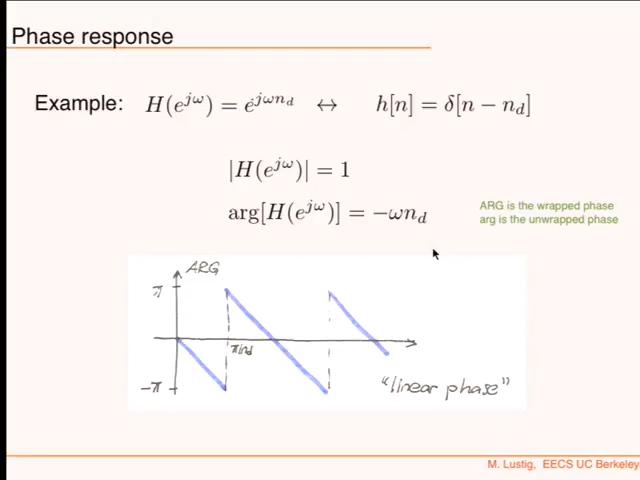 Phase response
Example: H(e^{jω}) = e^{jωn_d} ↔ h[n] = δ[n − n_d]
|H(e^{jω})| = 1
arg[H(e^{jω})] = −ωn_d
ARG is the wrapped phase
arg is the unwrapped phase
ARG
π
π/nd
−π
"linear phase"
M. Lustig, EECS UC Berkeley